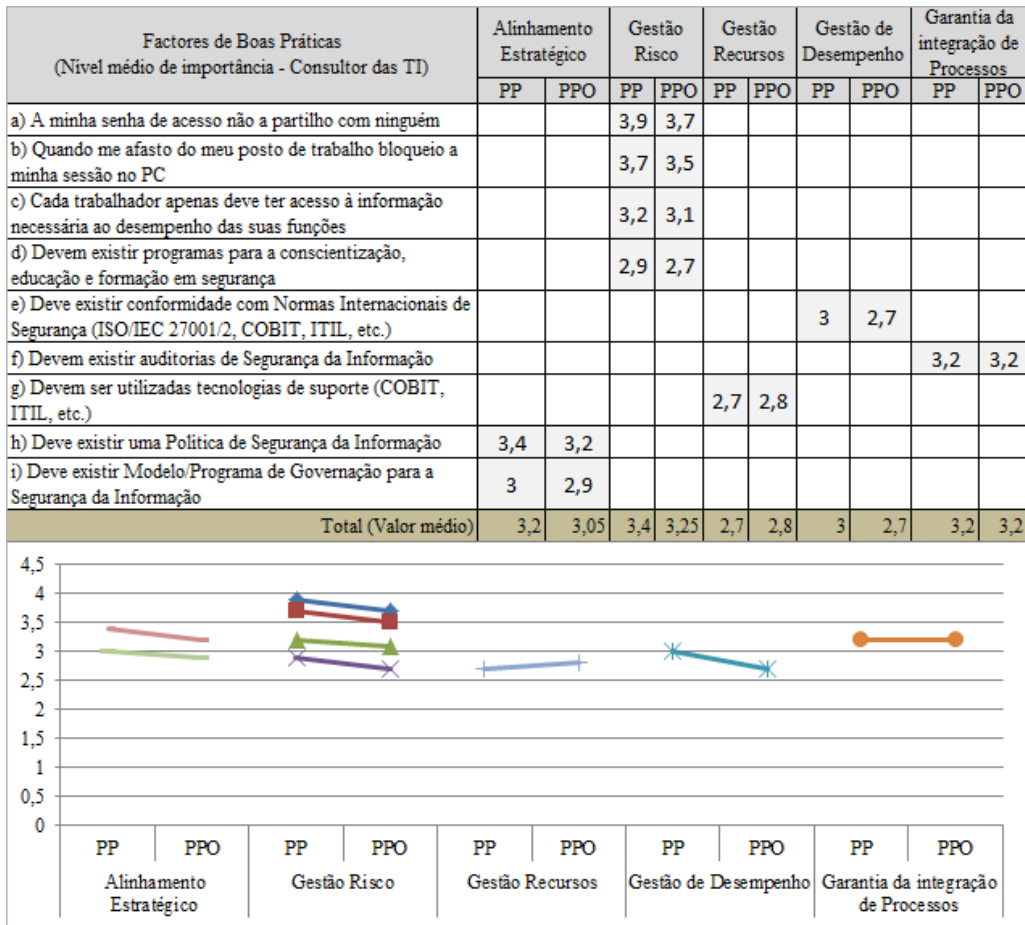 Factores de Boas Práticas
(Nivel médio de importância - Consultor das TI)
Alinhamento
Estratégico
Gestão
Risco
Gestão
Recursos
Gestão de
Desempenho
Garantia da
integração de
Processos
PP PPO PP PPO PP PPO PP PPO PP PPO
a) A minha senha de acesso não a partilho com ninguém 3,9 3,7
b) Quando me afasto do meu posto de trabalho bloqueio a
minha sessão no PC 3,7 3,5
c) Cada trabalhador apenas deve ter acesso à informação
necessária ao desempenho das suas funções 3,2 3,1
d) Devem existir programas para a conscientização,
educação e formação em segurança 2,9 2,7
e) Deve existir conformidade com Normas Internacionais de
Segurança (ISO/IEC 27001/2, COBIT, ITIL, etc.) 3 2,7
f) Devem existir auditorias de Segurança da Informação 3,2 3,2
g) Devem ser utilizadas tecnologias de suporte (COBIT,
ITIL, etc.) 2,7 2,8
h) Deve existir uma Politica de Segurança da Informação 3,4 3,2
i) Deve existir Modelo/Programa de Governação para a
Segurança da Informação 3 2,9
Total (Valor médio) 3,2 3,05 3,4 3,25 2,7 2,8 3 2,7 3,2 3,2
4,5
4
3,5
3
2,5
2
1,5
1
0,5
0
PP PPO PP PPO PP PPO PP PPO PP PPO
Alinhamento
Estratégico
Gestão Risco
Gestão Recursos
Gestão de Desempenho
Garantia da integração
de Processos